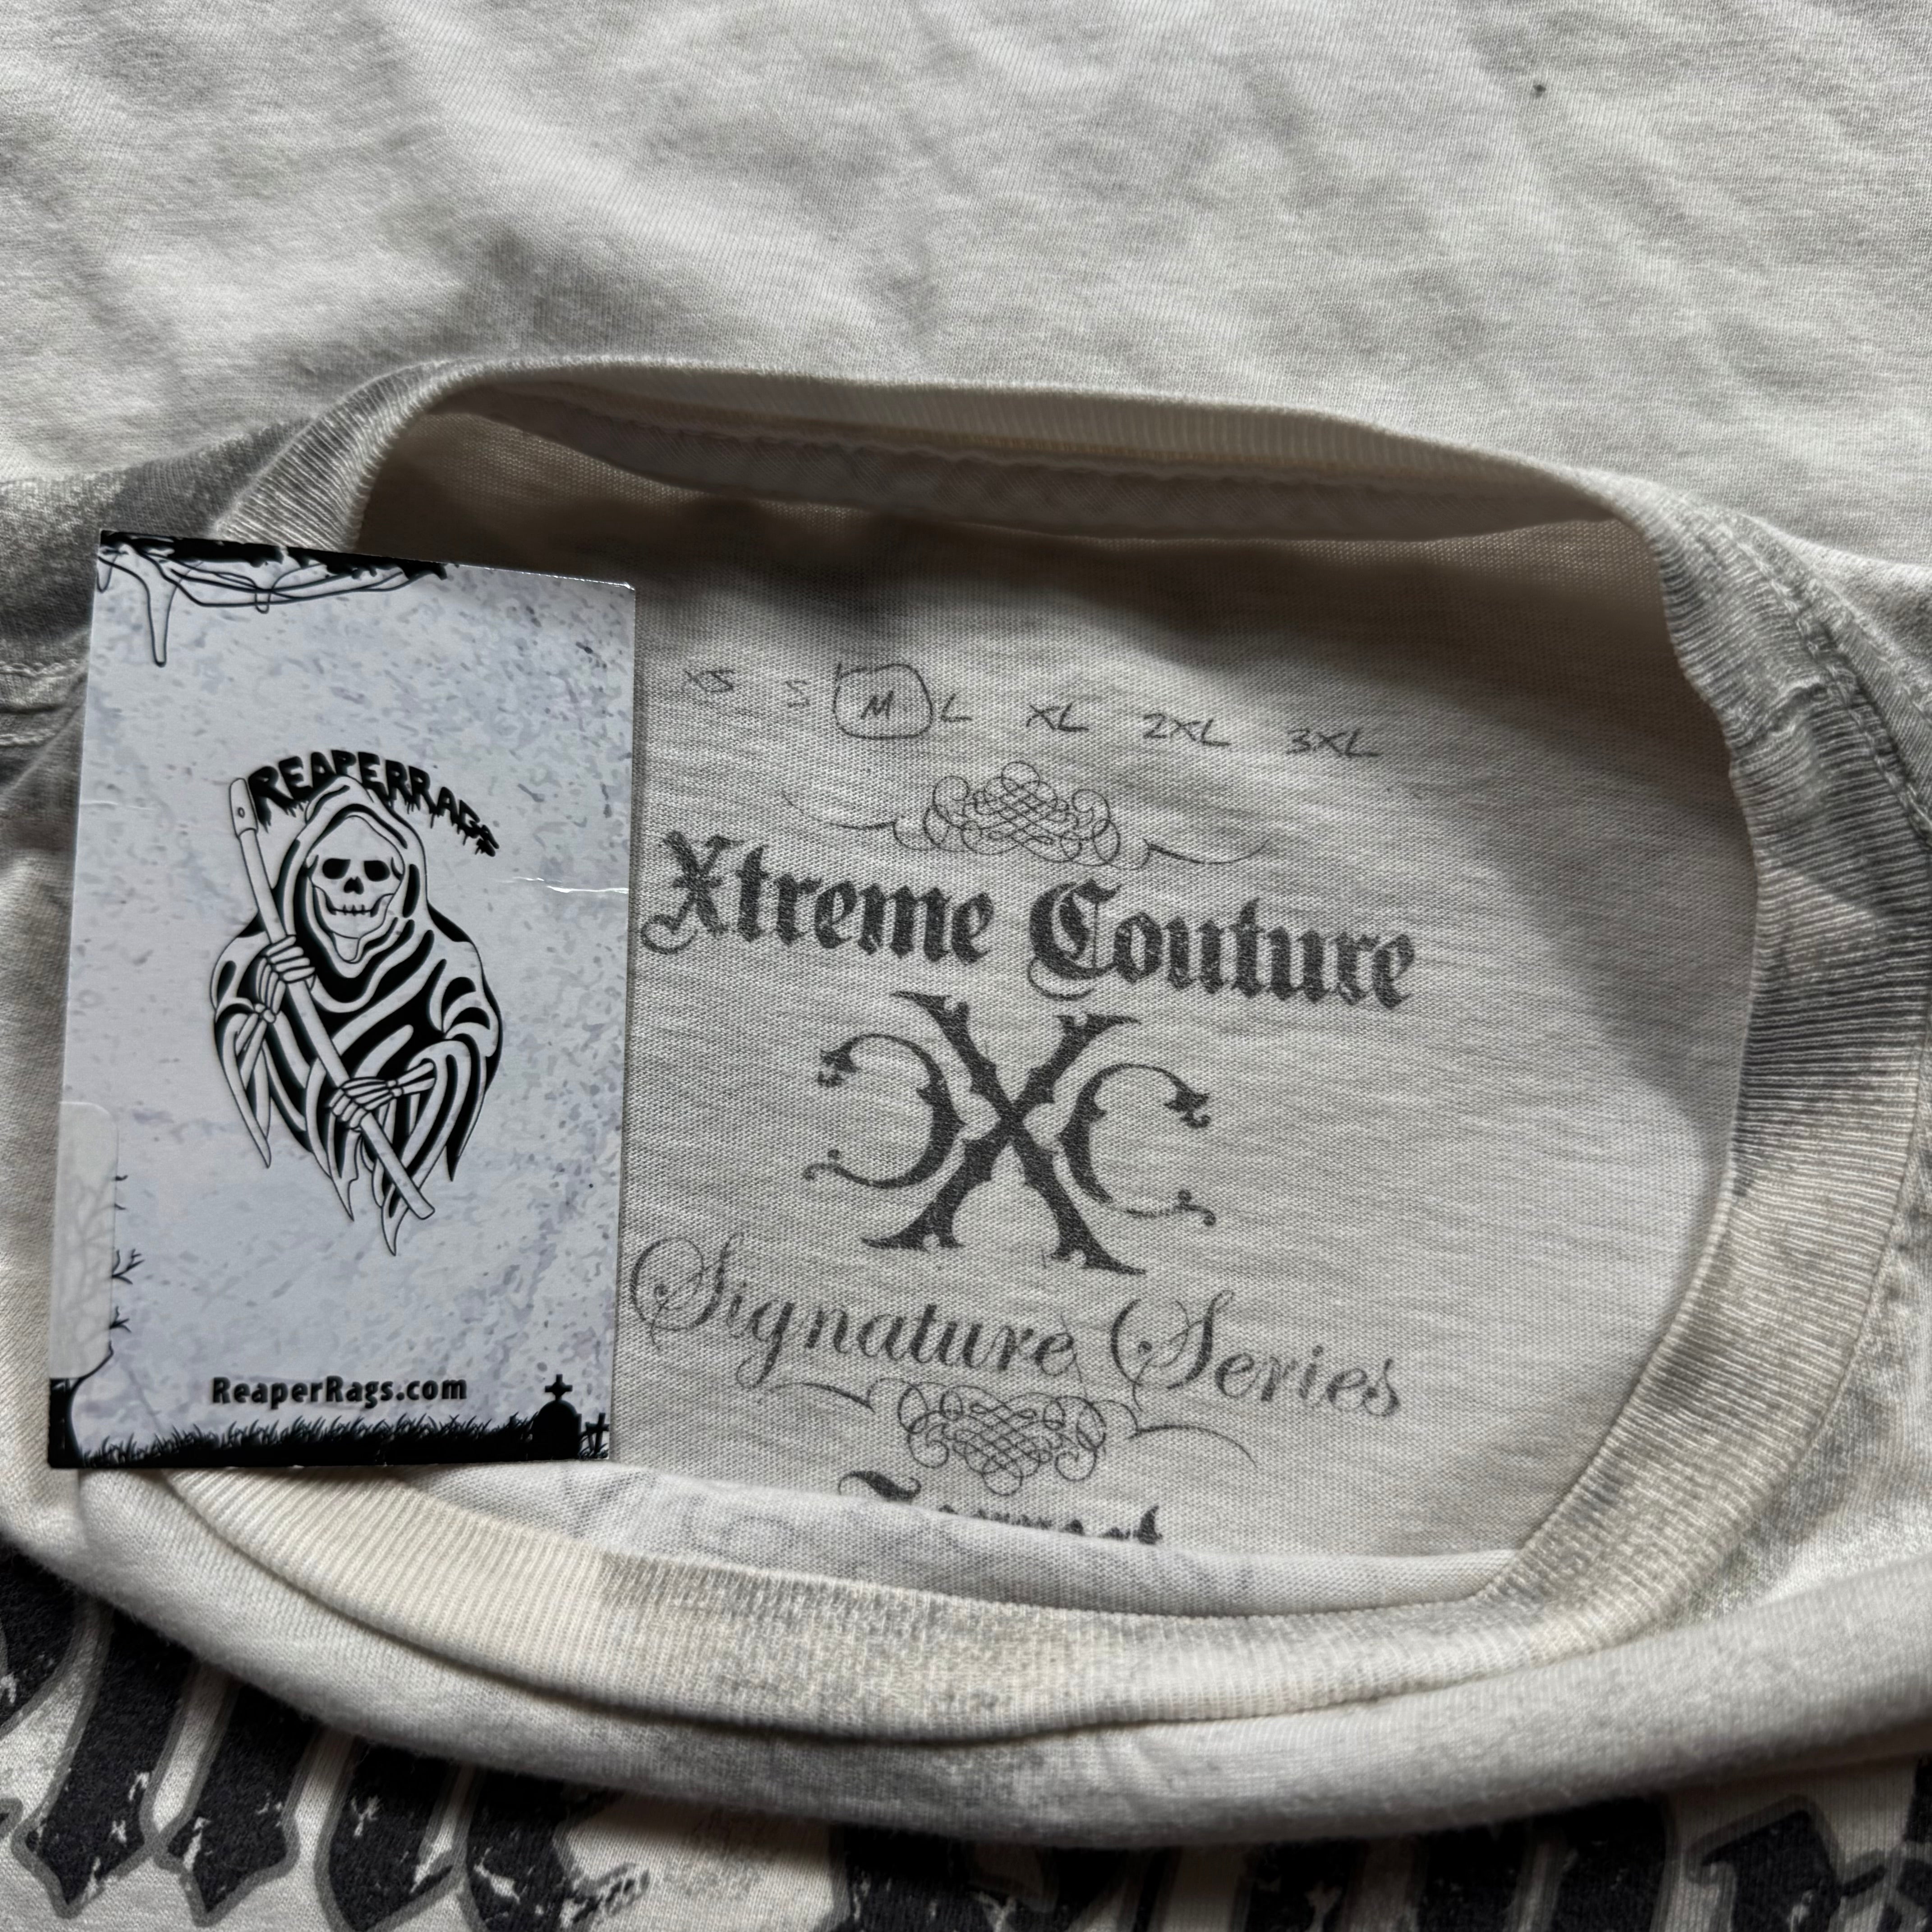 REAPERRAGS
ReaperRags.com
XS S M L XL 2XL 3XL
Xtreme Couture
XC
Signature Series